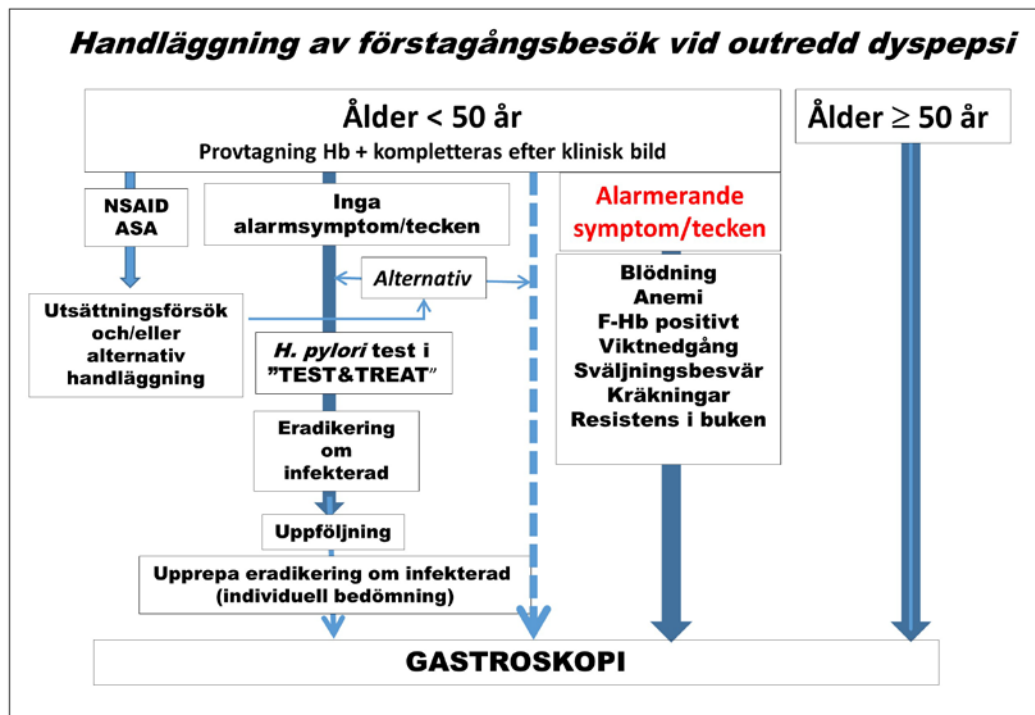 Handläggning av förstagångsbesök vid outredd dyspepsi
Ålder < 50 år
Provtagning Hb + kompletteras efter klinisk bild
Ålder ≥ 50 år
NSAID
ASA
Utsättningsförsök
och/eller
alternativ
handläggning
Inga
alarmsymptom/tecken
Alternativ
H. pylori test i
”TEST&TREAT”
Eradikering
om
infekterad
Uppföljning
Upprepa eradikering om infekterad
(individuell bedömning)
Alarmerande
symptom/tecken
Blödning
Anemi
F-Hb positivt
Viktnedgång
Sväljningsbesvär
Kräkningar
Resistens i buken
GASTROSKOPI